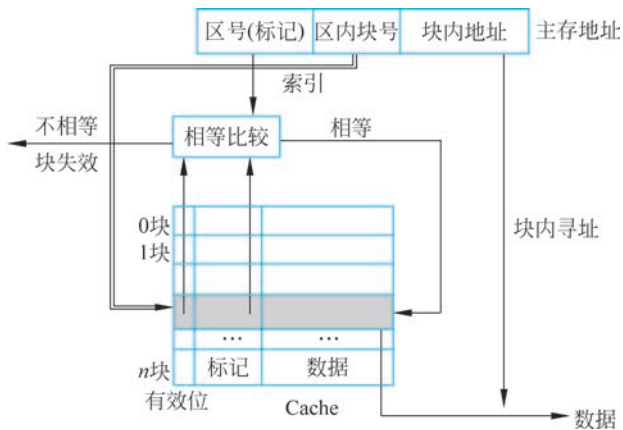 区号(标记) 区内块号 块内地址 主存地址
索引
不相等 相等比较 相等
块失效
0块
1块
块内寻址
… …
n块 标记 数据
有效位
Cache
数据